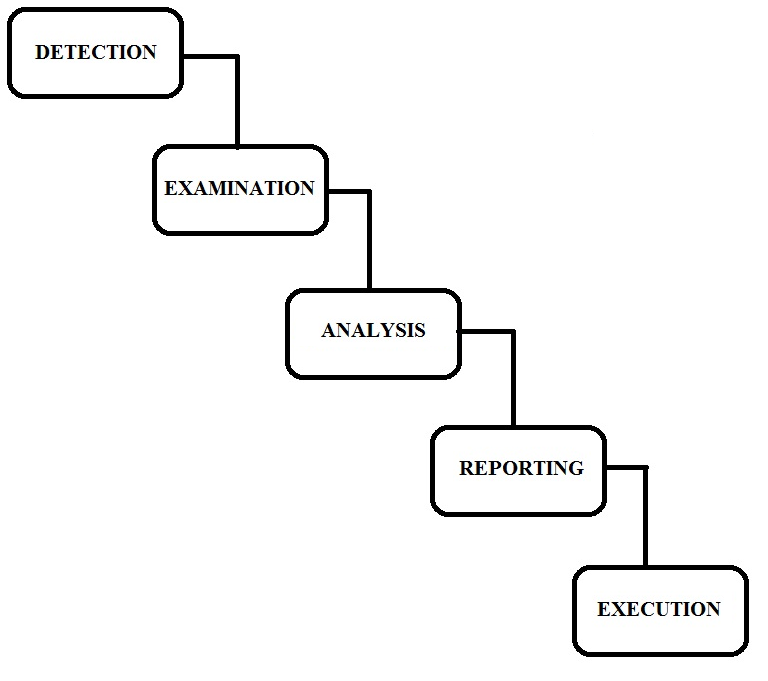 DETECTION
EXAMINATION
ANALYSIS
REPORTING
EXECUTION